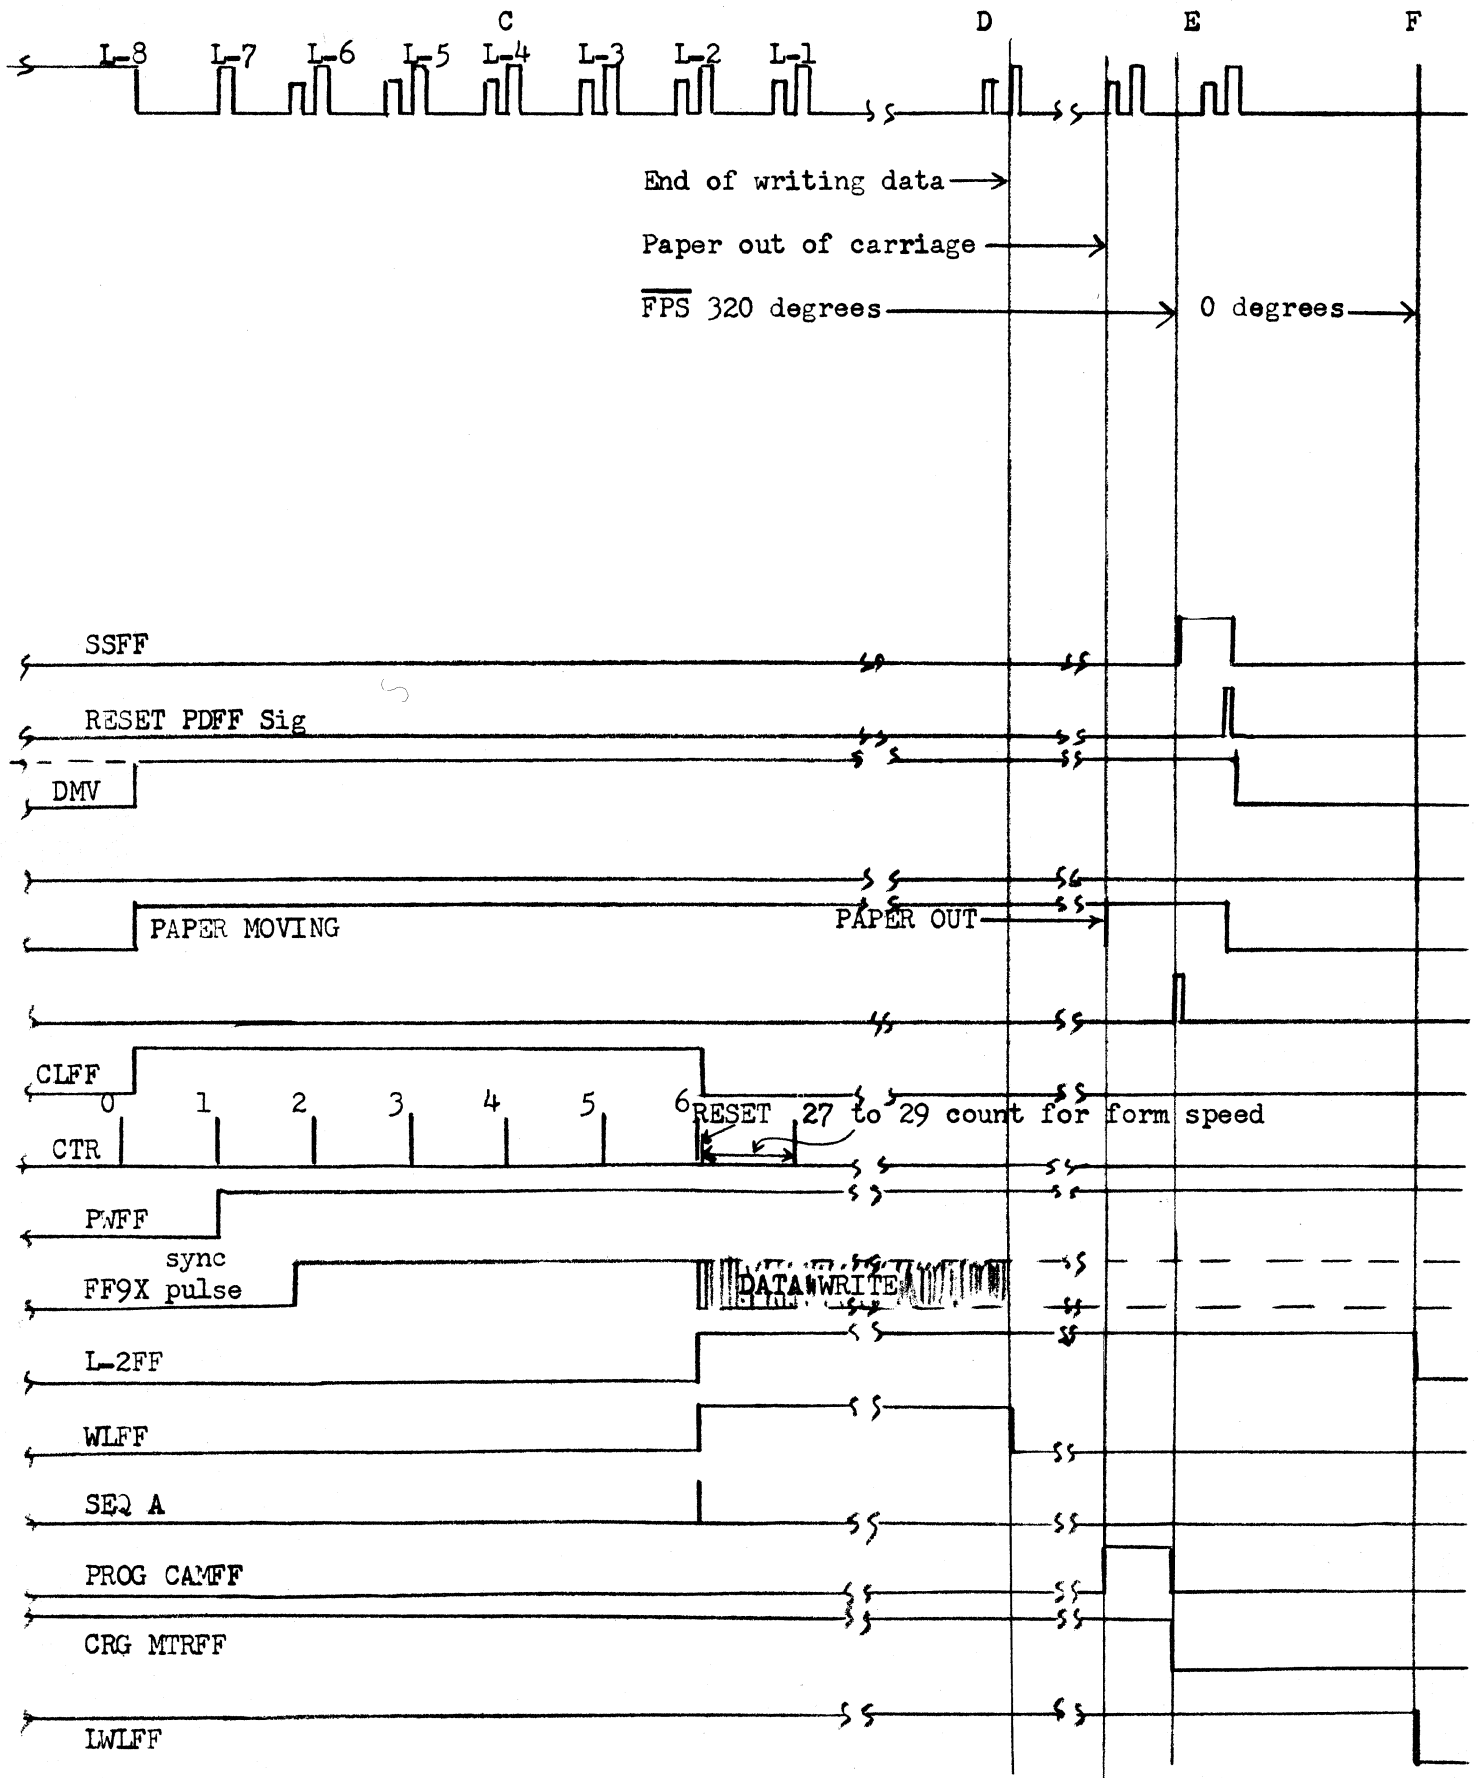 C D E F
L-8 L-7 L-6 L-5 L-4 L-3 L-2 L-1
End of writing data
Paper out of carriage
FPS 320 degrees 0 degrees
SSFF
RESET PDFF Sig
DMV
PAPER MOVING PAPER OUT
CLFF
0 1 2 3 4 5 6 RESET 27 to 29 count for form speed
CTR
PWFF
sync
FF9X pulse DATA WRITE
L-2FF
WLFF
SEQ A
PROG CAMFF
CRG MTRFF
LWLFF